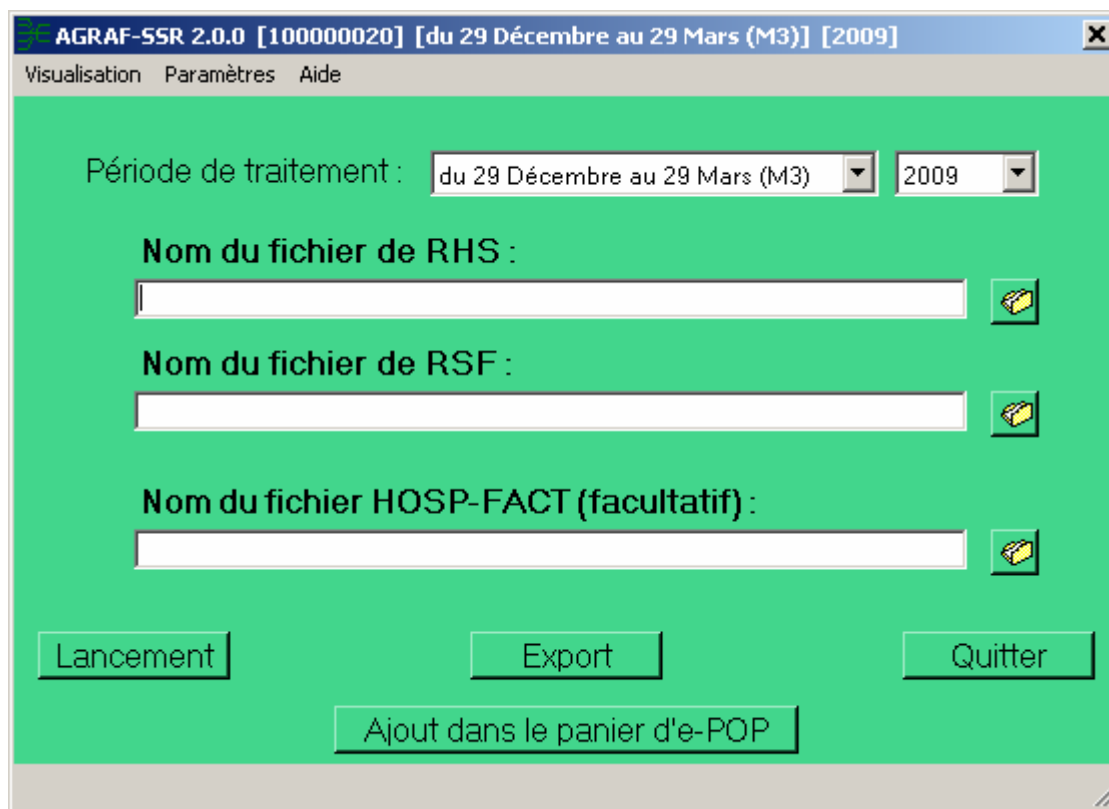 AGRAF-SSR 2.0.0 [100000020] [du 29 Décembre au 29 Mars (M3)] [2009]
Visualisation Paramètres Aide
Période de traitement : du 29 Décembre au 29 Mars (M3) 2009
Nom du fichier de RHS :
Nom du fichier de RSF :
Nom du fichier HOSP-FACT (facultatif) :
Lancement Export Quitter
Ajout dans le panier d'e-POP